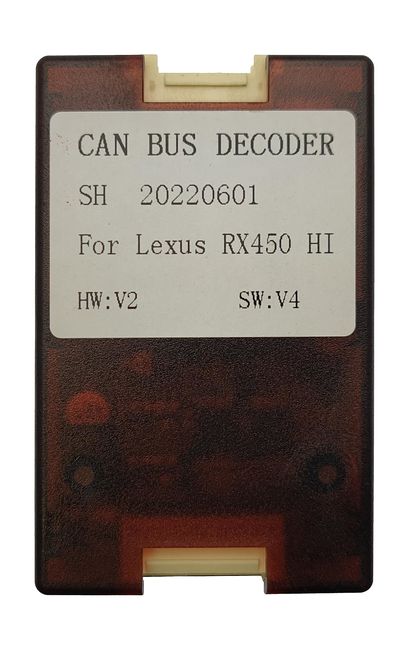 CAN BUS DECODER
SH 20220601
For Lexus RX450 HI
HW:V2 SW:V4